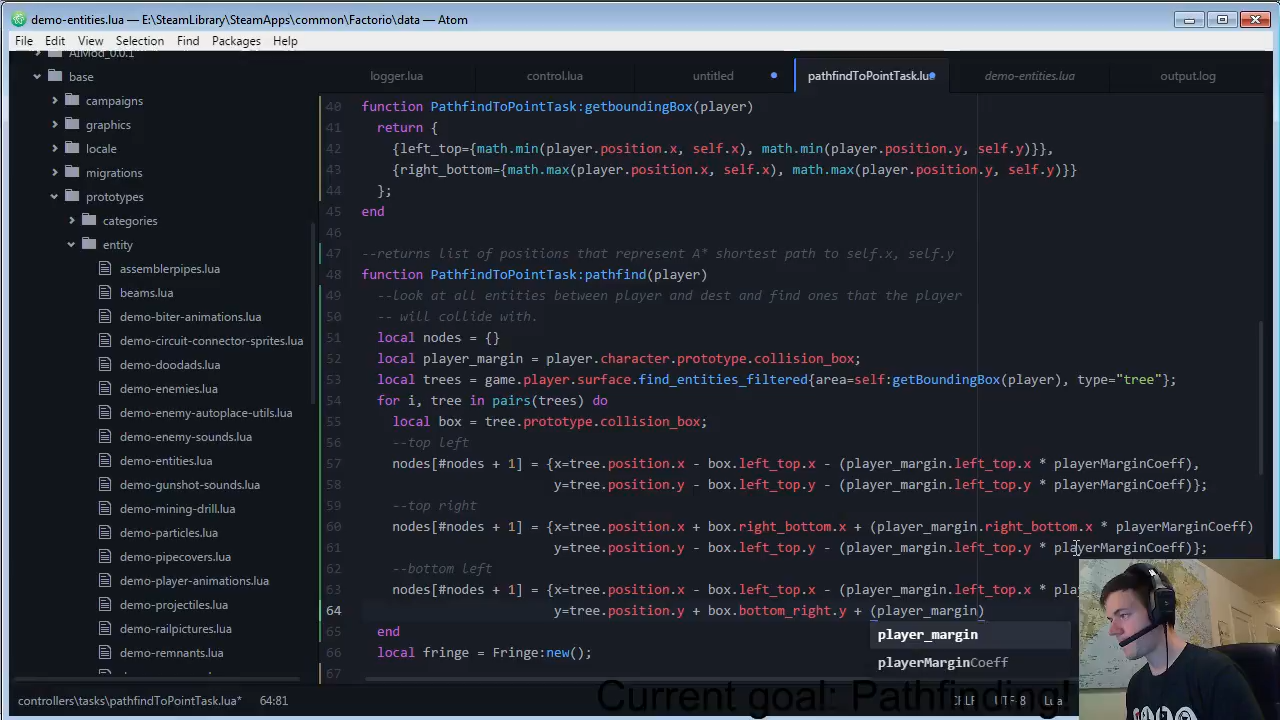 demo-entities.lua — E:\SteamLibrary\SteamApps\common\Factorio\data — Atom
File Edit View Selection Find Packages Help
AIMod_0.0.1
base
campaigns
graphics
locale
migrations
prototypes
categories
entity
assemblerpipes.lua
beams.lua
demo-biter-animations.lua
demo-circuit-connector-sprites.lua
demo-doodads.lua
demo-enemies.lua
demo-enemy-autoplace-utils.lua
demo-enemy-sounds.lua
demo-entities.lua
demo-gunshot-sounds.lua
demo-mining-drill.lua
demo-particles.lua
demo-pipecovers.lua
demo-player-animations.lua
demo-projectiles.lua
demo-railpictures.lua
demo-remnants.lua
logger.lua control.lua untitled pathfindToPointTask.lua demo-entities.lua output.log
40 function PathfindToPointTask:getboundingBox(player)
41 return {
42 {left_top={math.min(player.position.x, self.x), math.min(player.position.y, self.y)}},
43 {right_bottom={math.max(player.position.x, self.x), math.max(player.position.y, self.y)}}
44 };
45 end
46
47 --returns list of positions that represent A* shortest path to self.x, self.y
48 function PathfindToPointTask:pathfind(player)
49 --look at all entities between player and dest and find ones that the player
50 -- will collide with.
51 local nodes = {}
52 local player_margin = player.character.prototype.collision_box;
53 local trees = game.player.surface.find_entities_filtered{area=self:getBoundingBox(player), type="tree"};
54 for i, tree in pairs(trees) do
55 local box = tree.prototype.collision_box;
56 --top left
57 nodes[#nodes + 1] = {x=tree.position.x - box.left_top.x - (player_margin.left_top.x * playerMarginCoeff),
58 y=tree.position.y - box.left_top.y - (player_margin.left_top.y * playerMarginCoeff)};
59 --top right
60 nodes[#nodes + 1] = {x=tree.position.x + box.right_bottom.x + (player_margin.right_bottom.x * playerMarginCoeff)
61 y=tree.position.y - box.left_top.y - (player_margin.left_top.y * playerMarginCoeff)};
62 --bottom left
63 nodes[#nodes + 1] = {x=tree.position.x - box.left_top.x - (player_margin.left_top.x * pla
64 y=tree.position.y + box.bottom_right.y + (player_margin)
65 end
66 local fringe = Fringe:new();
67
player_margin
playerMarginCoeff
Current goal: Pathfinding!
controllers\tasks\pathfindToPointTask.lua* 64:81 CRLF UTF-8 Lua